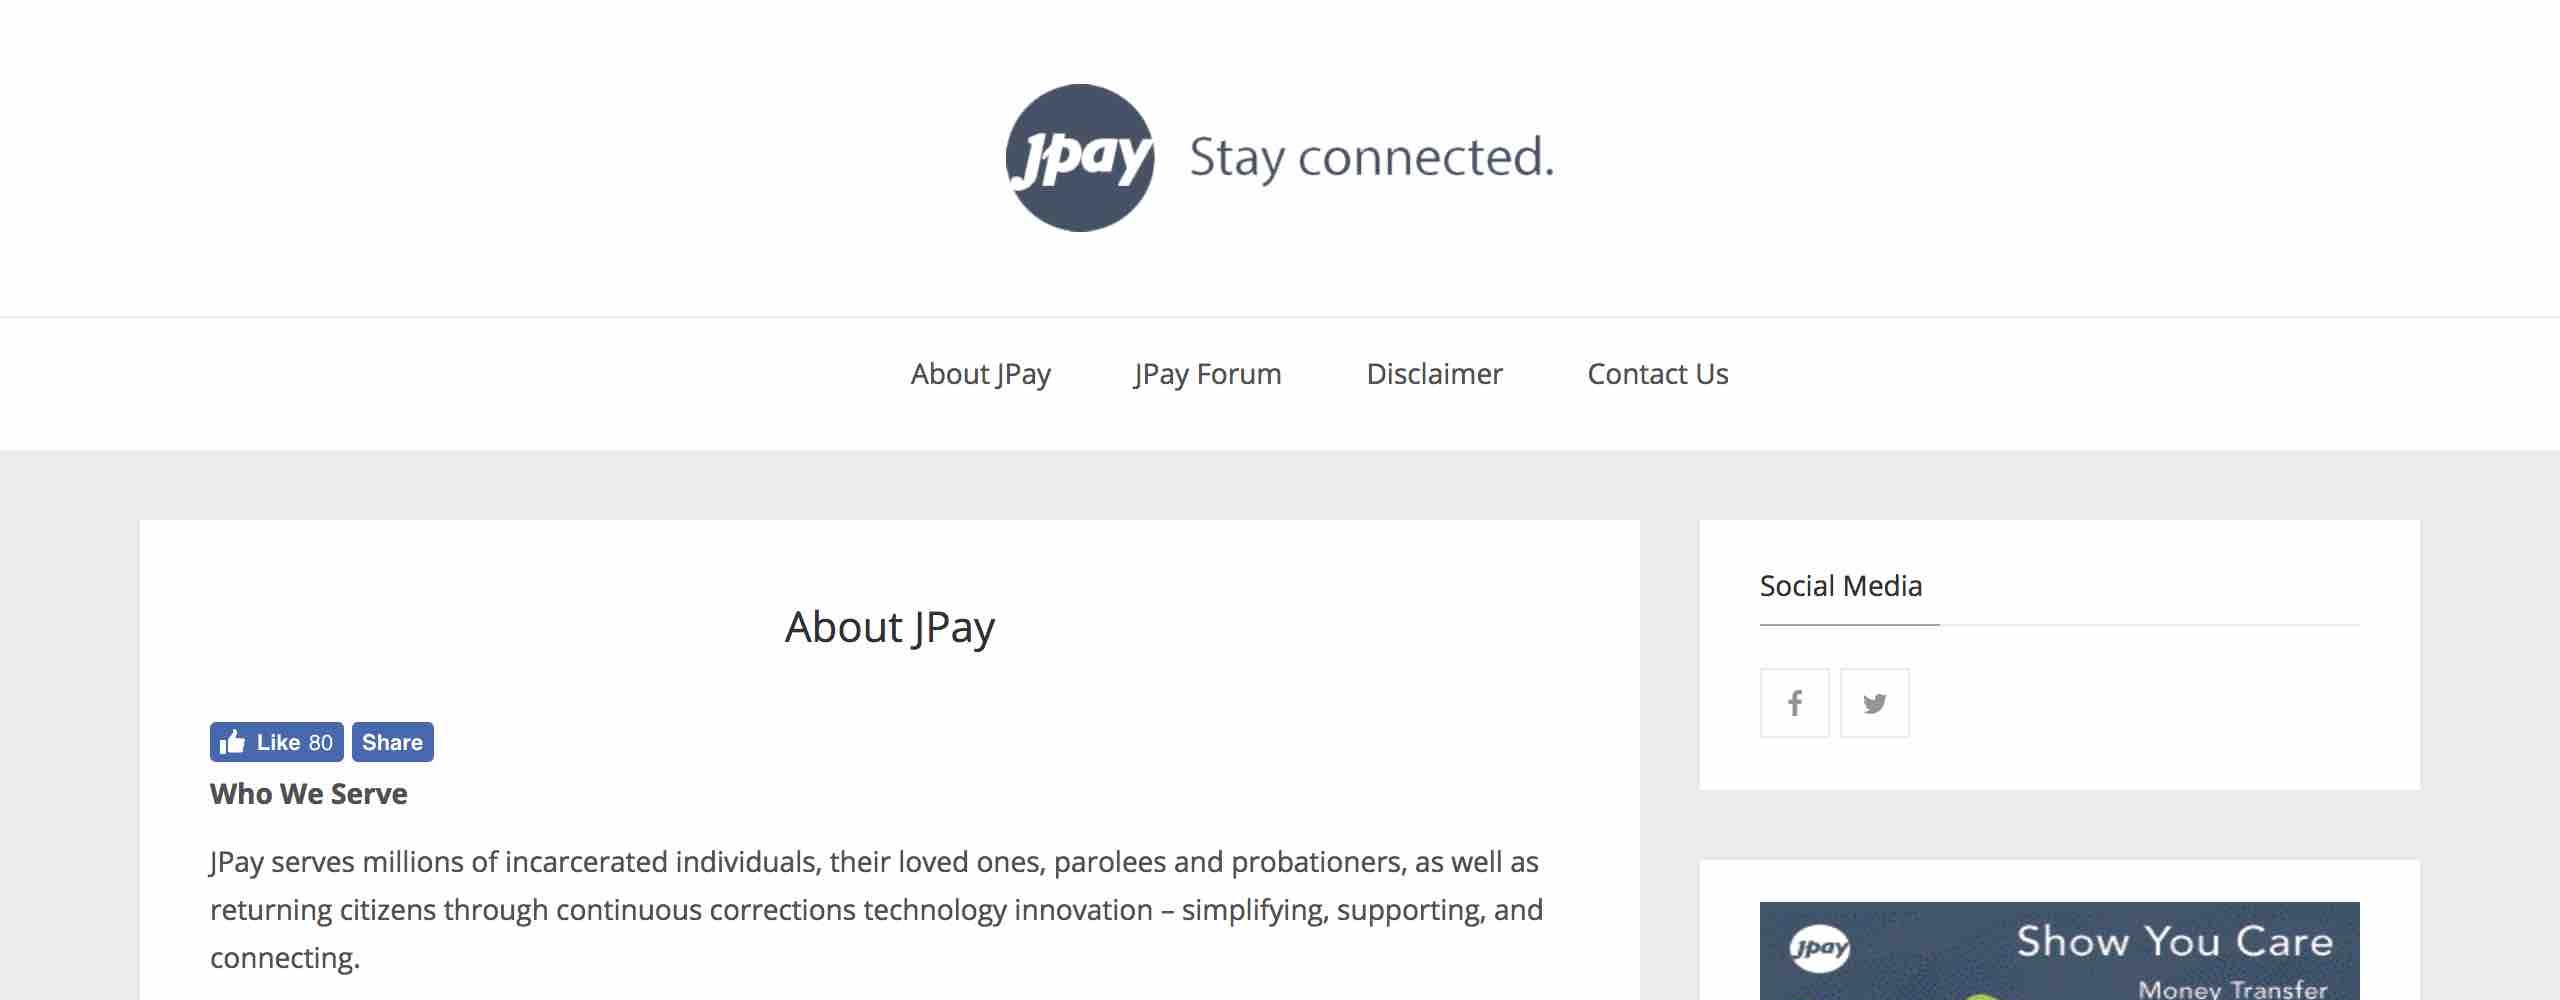 jpay Stay connected.
About JPay JPay Forum Disclaimer Contact Us
About JPay
Like 80 Share
Who We Serve
JPay serves millions of incarcerated individuals, their loved ones, parolees and probationers, as well as
returning citizens through continuous corrections technology innovation – simplifying, supporting, and
connecting.
Social Media
jpay Show You Care
Money Transfer